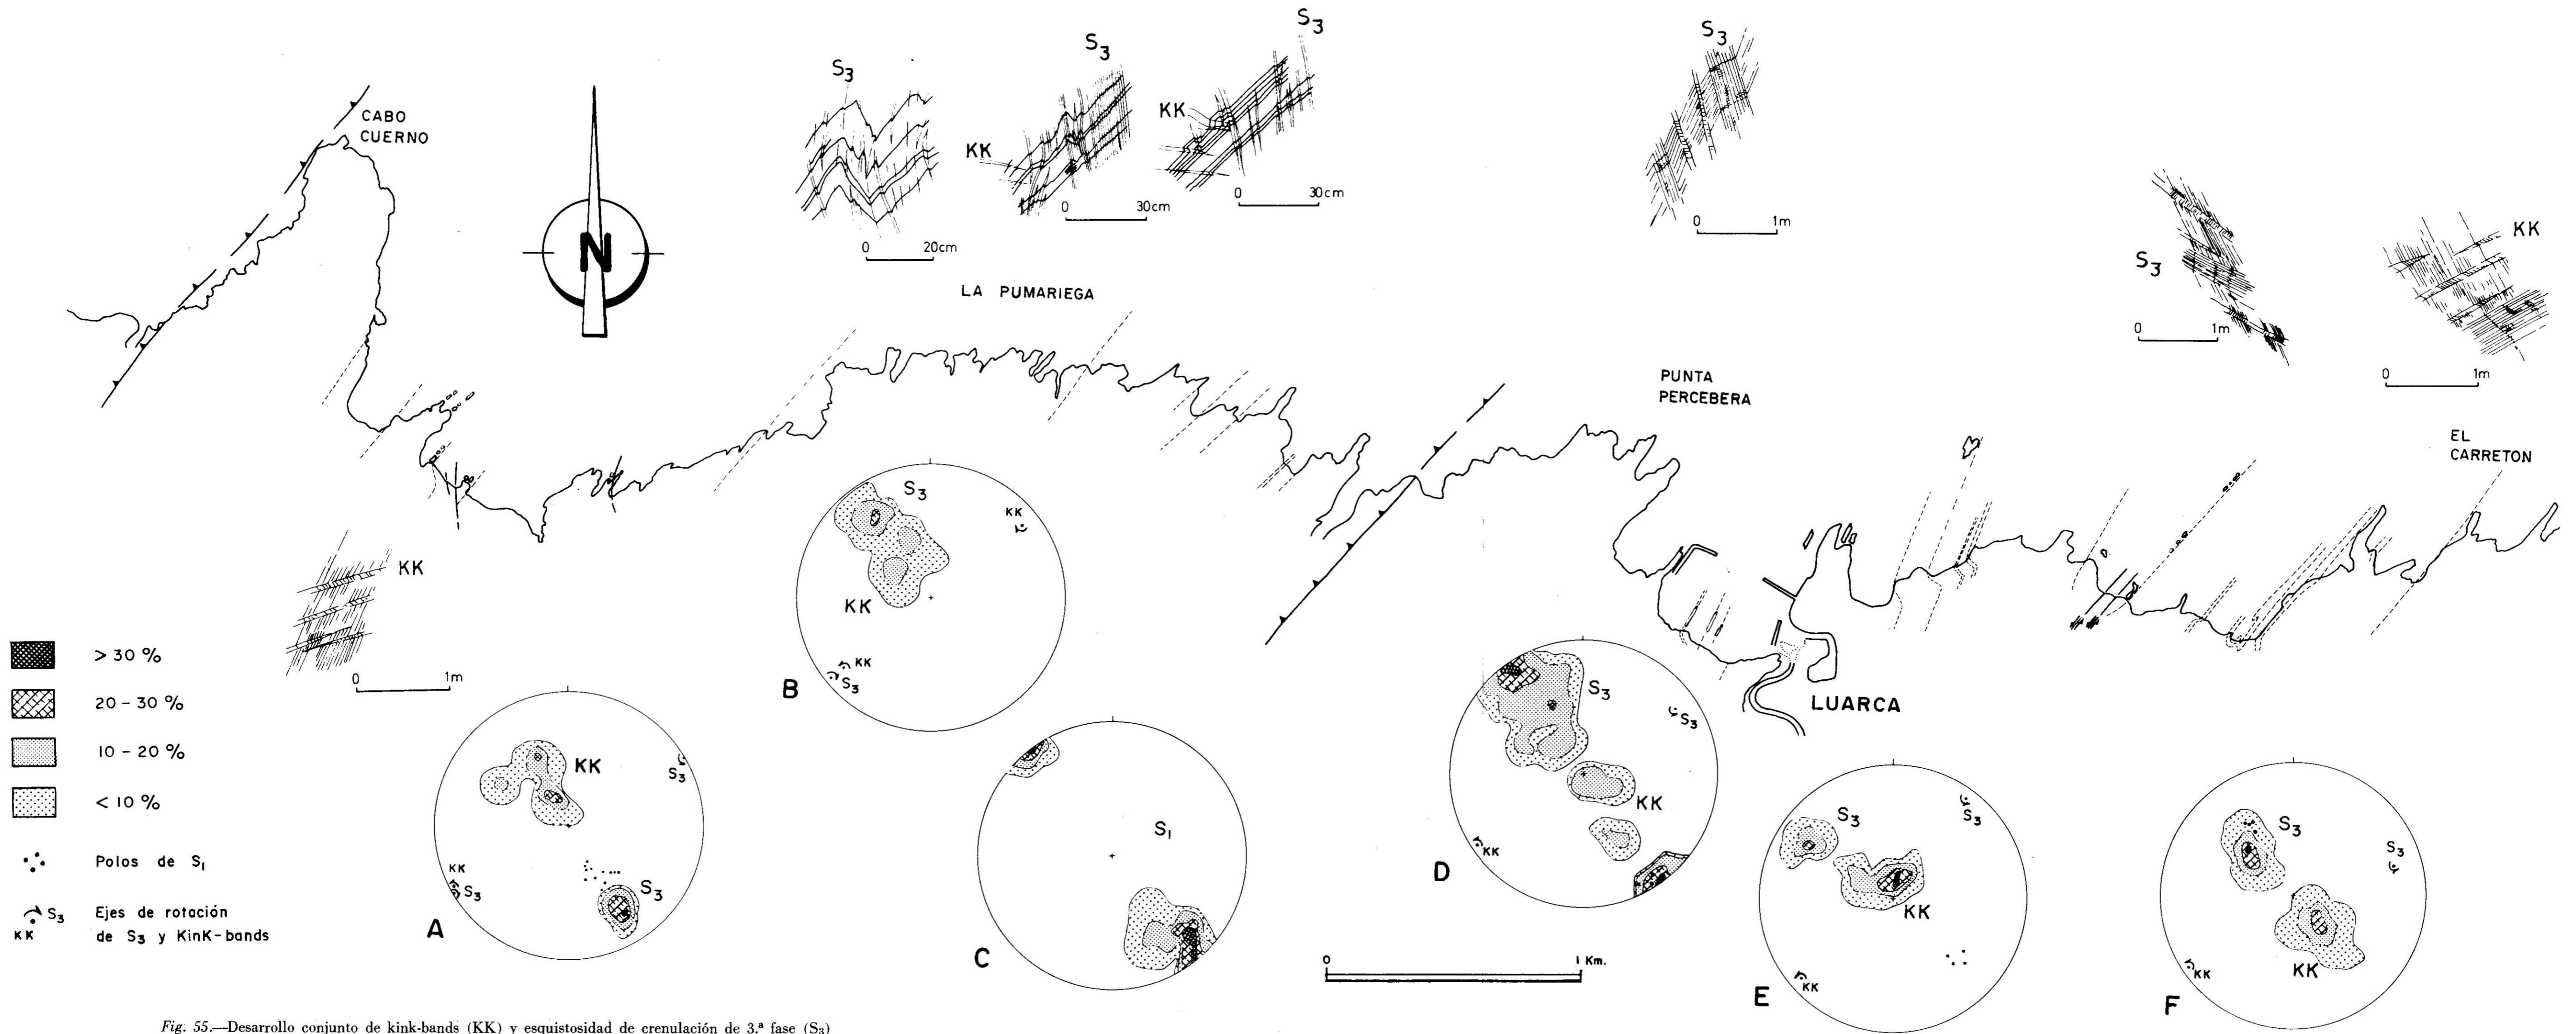 CABO
CUERNO
N
S3
0 20cm
S3
KK
0 30cm
S3
KK
0 30cm
S3
0 1m
S3
0 1m
KK
0 1m
LA PUMARIEGA
PUNTA
PERCEBERA
EL
CARRETON
LUARCA
KK
0 1m
> 30 %
20 - 30 %
10 - 20 %
< 10 %
Polos de S1
S3 Ejes de rotación
KK de S3 y KinK-bands
A
KK
S3
KK
S3
S3
B
S3
KK
KK
KK
S3
C
S1
D
S3
S3
KK
KK
E
S3
S3
KK
KK
F
S3
S3
KK
KK
0 1 Km.
Fig. 55.—Desarrollo conjunto de kink-bands (KK) y esquistosidad de crenulación de 3.ª fase (S3)